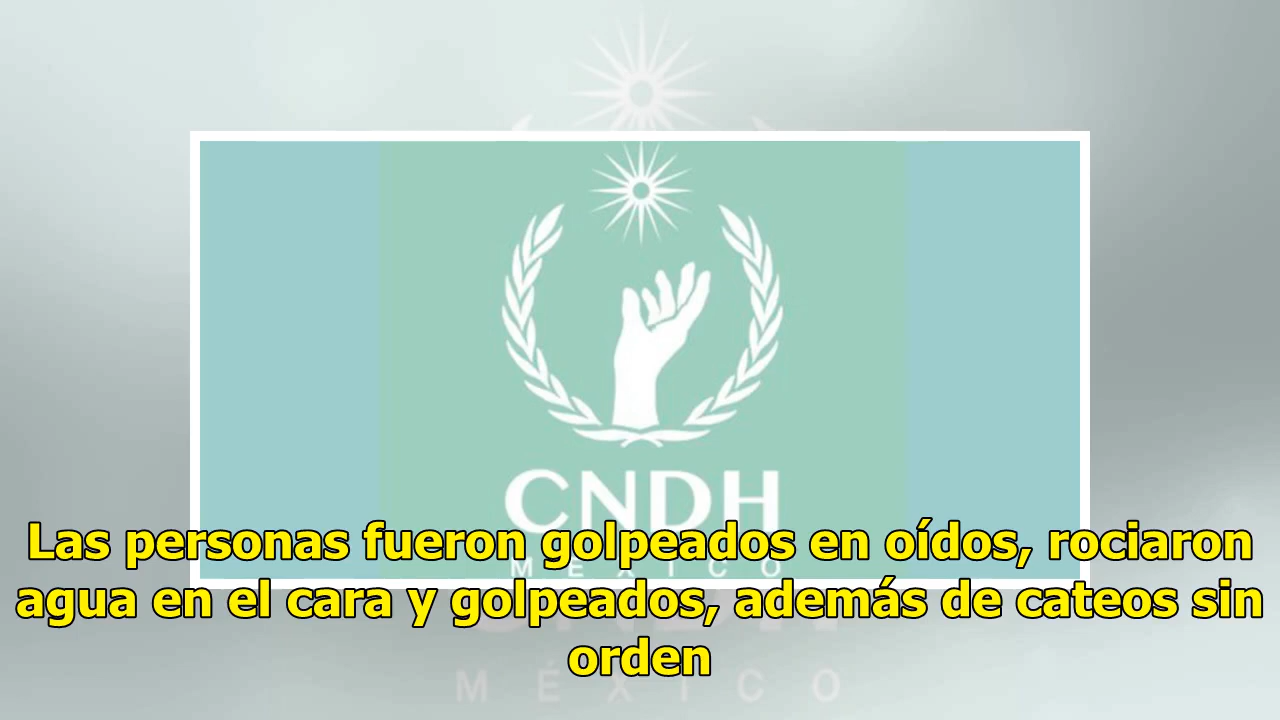 CNDH
MÉXICO
Las personas fueron golpeados en oídos, rociaron
agua en el cara y golpeados, además de cateos sin
orden
MÉXICO